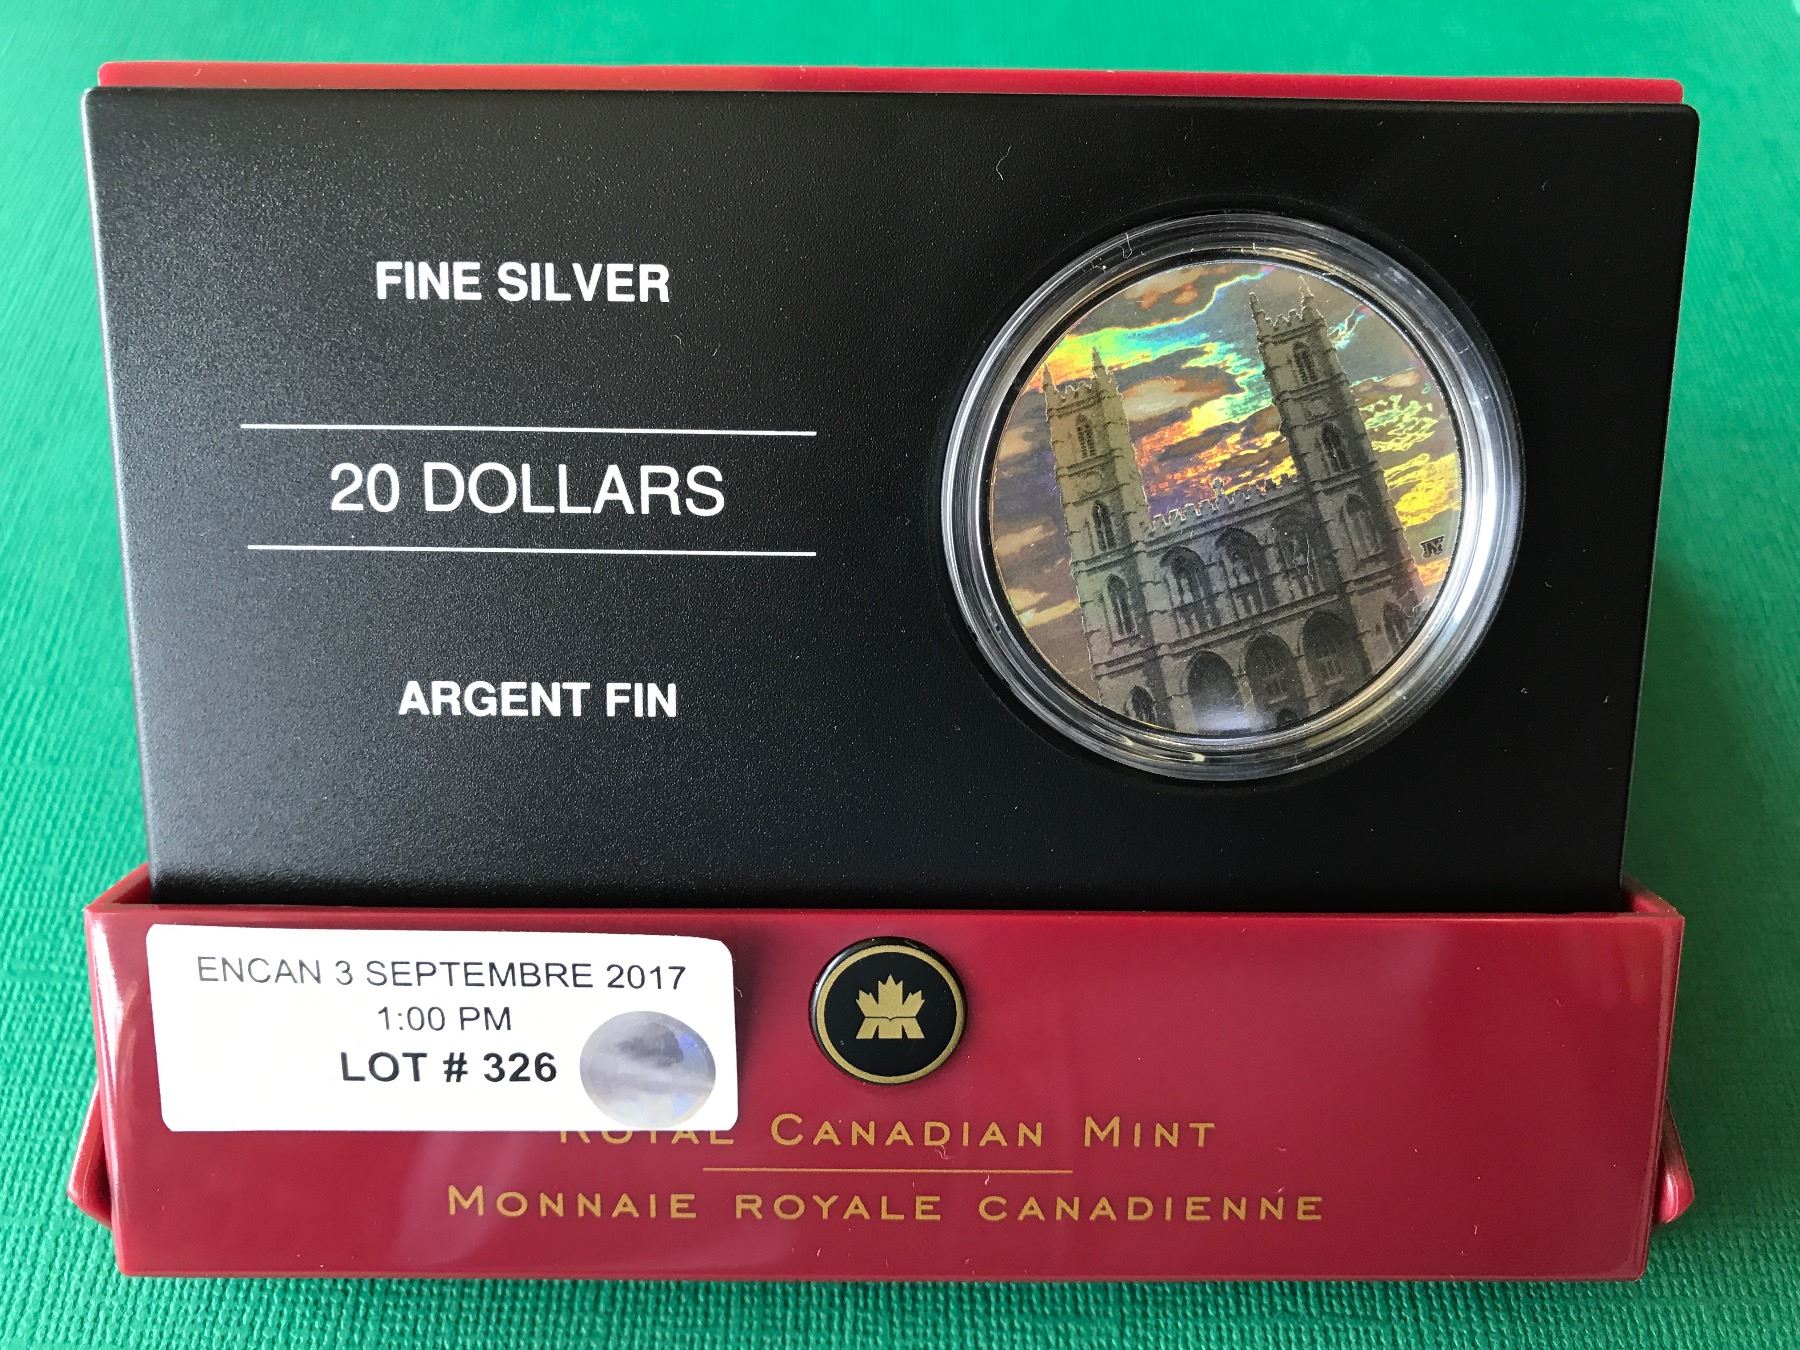 FINE SILVER
20 DOLLARS
ARGENT FIN
ENCAN 3 SEPTEMBRE 2017
1:00 PM
LOT # 326
ROYAL CANADIAN MINT
MONNAIE ROYALE CANADIENNE